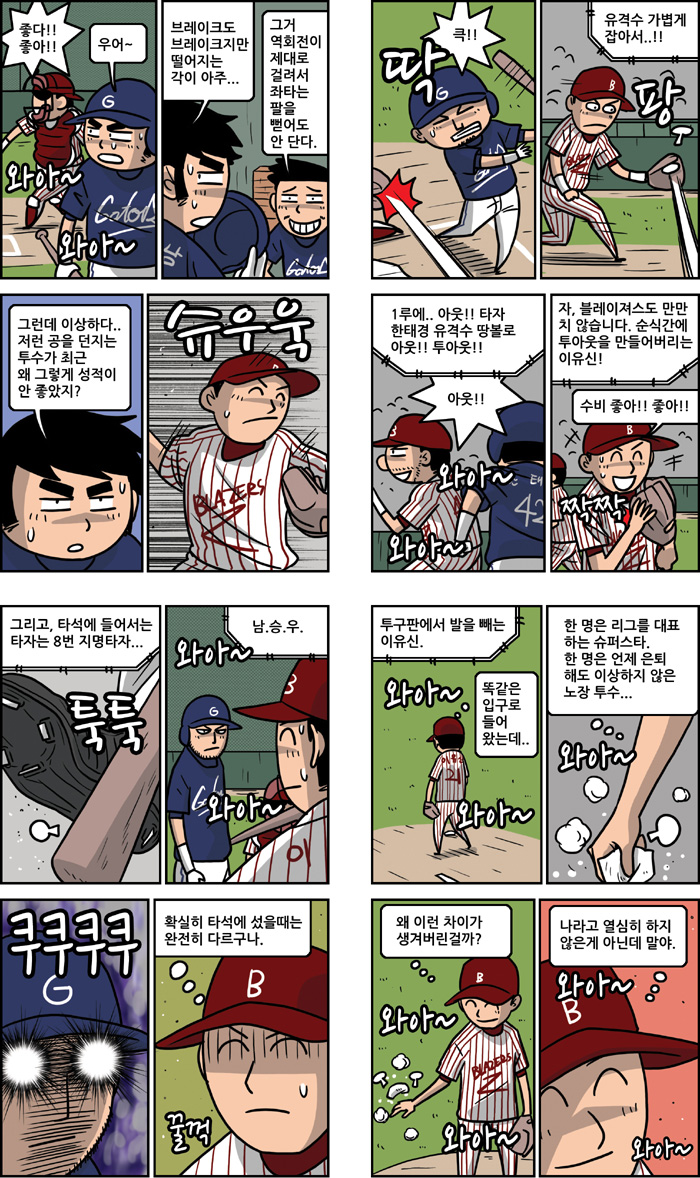 좋다!!
좋아!!
우어~
G
와아~
와아~
GatorS
브레이크도
브레이크지만
떨어지는
각이 아주...
그거
역회전이
제대로
걸려서
좌타는
팔을
뻗어도
안 단다.
그런데 이상하다..
저런 공을 던지는
투수가 최근
왜 그렇게 성적이
안 좋았지?
슈우욱
B
BLAZERS
큭!!
딱
G
유격수 가볍게
잡아서..!!
B
팡
1루에.. 아웃!! 타자
한태경 유격수 땅볼로
아웃!! 투아웃!!
아웃!!
B
와아~
와아~
42
자, 블레이져스도 만만
치 않습니다. 순식간에
투아웃을 만들어버리는
이유신!
수비 좋아!! 좋아!!
B
짝짝
그리고, 타석에 들어서는
타자는 8번 지명타자...
툭툭
남.승.우.
와아~
B
G
와아~
이
쿠쿠쿠쿠
G
확실히 타석에 섰을때는
완전히 다르구나.
B
꿀꺽
투구판에서 발을 빼는
이유신.
와아~
똑같은
입구로
들어
왔는데..
21
와아~
한 명은 리그를 대표
하는 슈퍼스타.
한 명은 언제 은퇴
해도 이상하지 않은
노장 투수...
와아~
왜 이런 차이가
생겨버린걸까?
B
와아~
BLAZERS
와아~
나라고 열심히 하지
않은게 아닌데 말야.
와아~
B
와아~